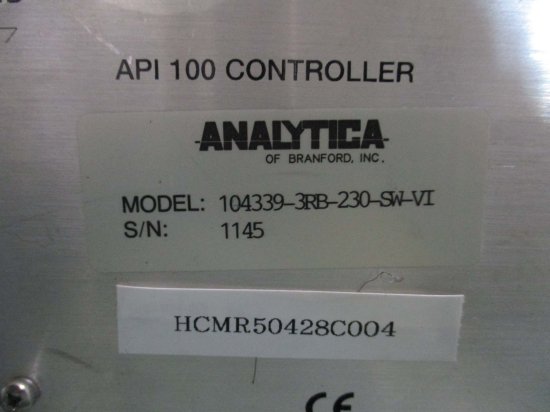 API 100 CONTROLLER
ANALYTICA
OF BRANFORD, INC.
MODEL: 104339-3RB-230-SW-VI
S/N: 1145
HCMR50428C004
CE